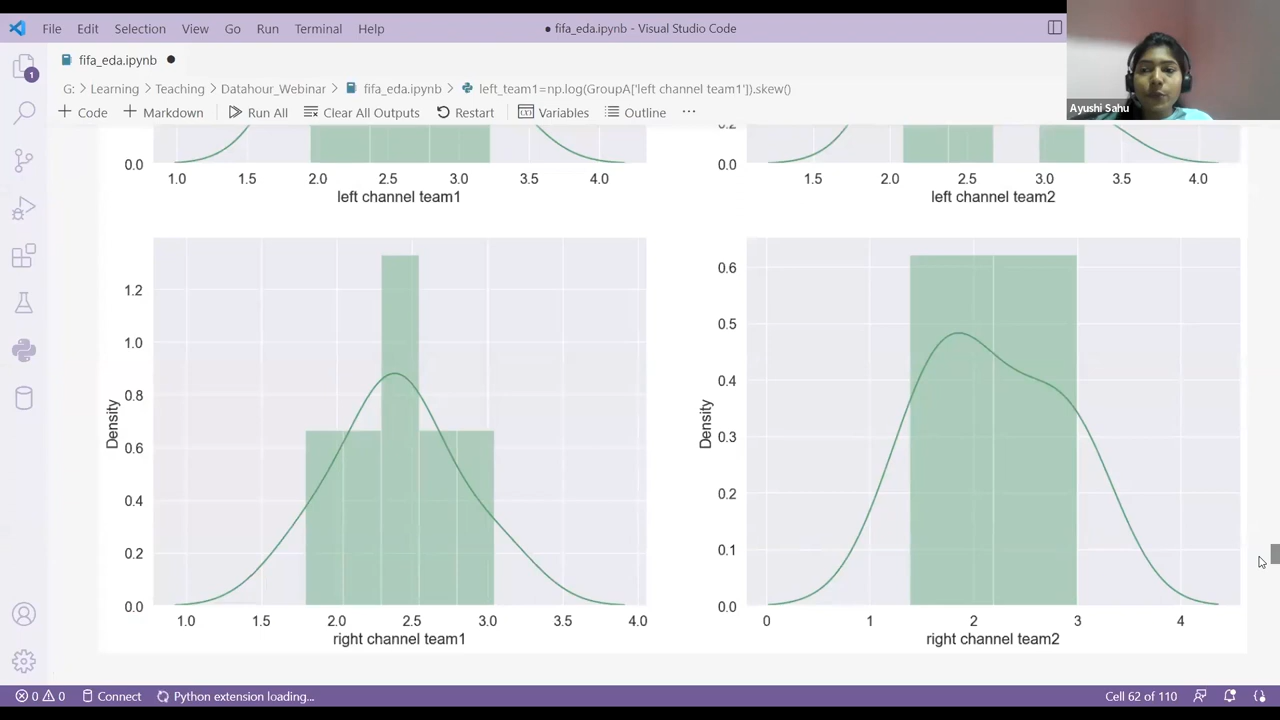 File Edit Selection View Go Run Terminal Help
● fifa_eda.ipynb - Visual Studio Code
fifa_eda.ipynb ●
1
G: > Learning > Teaching > Datahour_Webinar > fifa_eda.ipynb > left_team1=np.log(GroupA['left channel team1']).skew()
+ Code + Markdown Run All Clear All Outputs Restart Variables Outline ...
Ayushi Sahu
0.0
1.0 1.5 2.0 2.5 3.0 3.5 4.0
left channel team1
0.2
0.0
1.5 2.0 2.5 3.0 3.5 4.0
left channel team2
1.2
1.0
0.8
0.6
0.4
0.2
0.0
Density
1.0 1.5 2.0 2.5 3.0 3.5 4.0
right channel team1
0.6
0.5
0.4
0.3
0.2
0.1
0.0
Density
0 1 2 3 4
right channel team2
0 0 Connect Python extension loading...
Cell 62 of 110